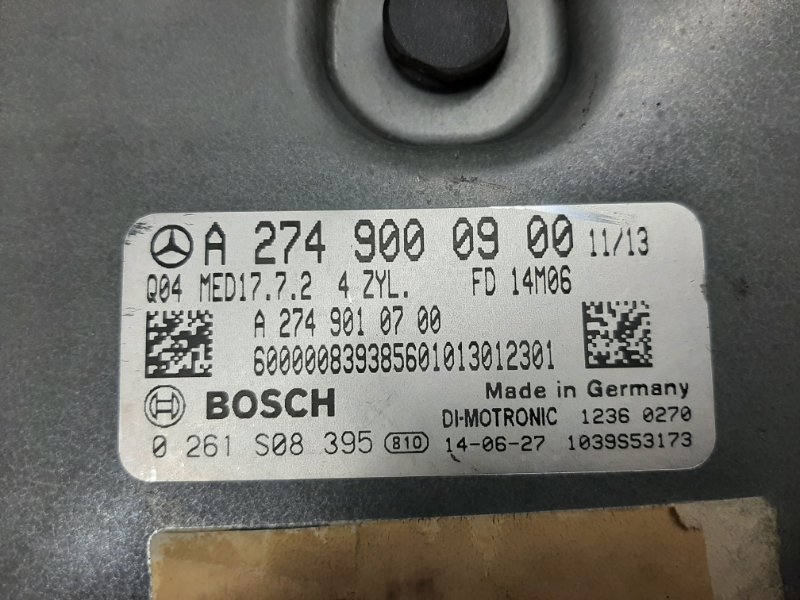 A 274 900 09 00 11/13
Q04 MED17.7.2 4 ZYL. FD 14M06
A 274 901 07 00
600000839385601013012301
BOSCH Made in Germany
DI-MOTRONIC 1236 0270
0 261 S08 395 810 14-06-27 1039S53173